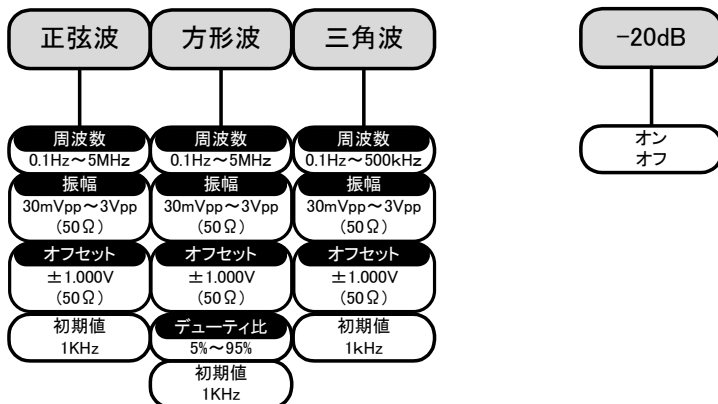 正弦波
方形波
三角波
-20dB
周波数
0.1Hz～5MHz
振幅
30mVpp～3Vpp
(50Ω)
オフセット
±1.000V
(50Ω)
初期値
1KHz
周波数
0.1Hz～5MHz
振幅
30mVpp～3Vpp
(50Ω)
オフセット
±1.000V
(50Ω)
デューティ比
5%～95%
初期値
1KHz
周波数
0.1Hz～500kHz
振幅
30mVpp～3Vpp
(50Ω)
オフセット
±1.000V
(50Ω)
初期値
1kHz
オン
オフ